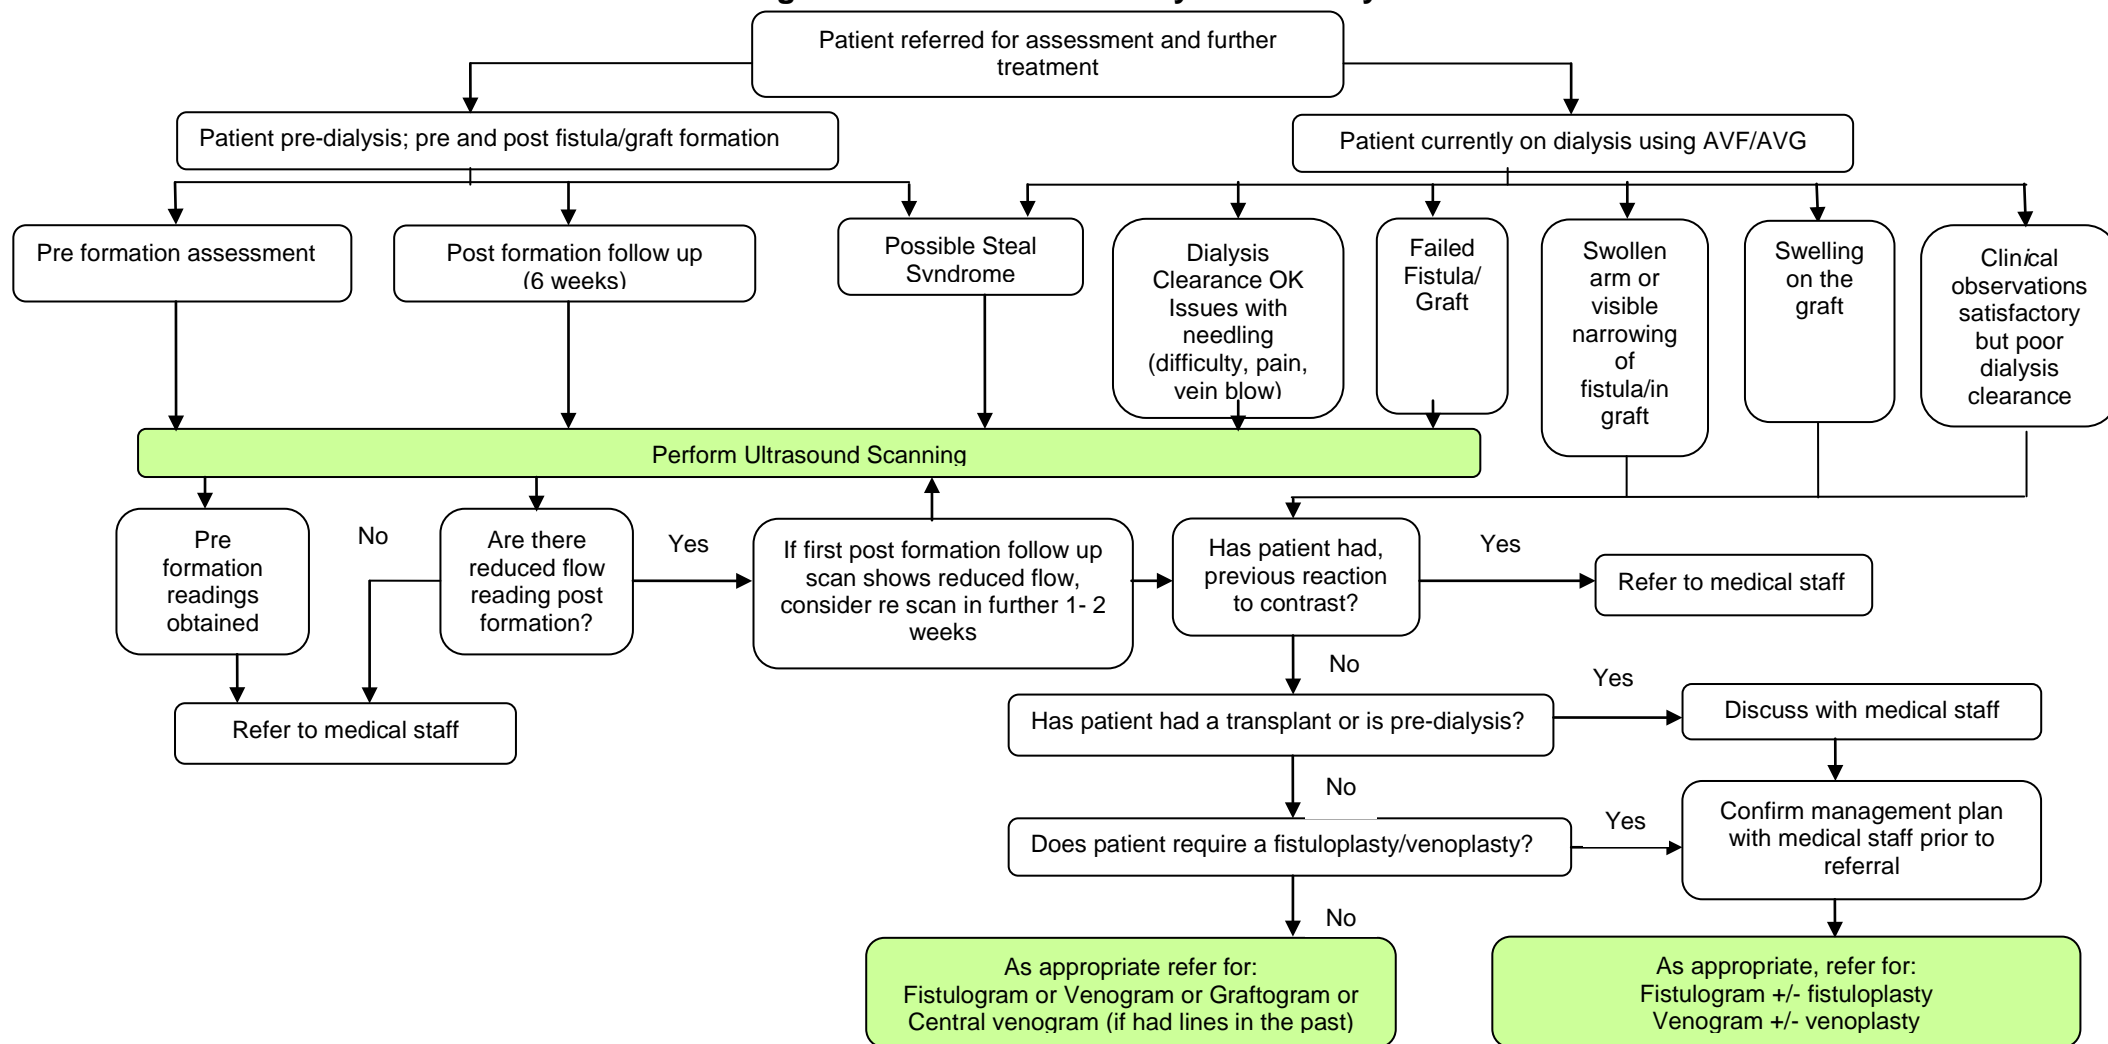 Patient referred for assessment and further
treatment
Patient pre-dialysis; pre and post fistula/graft formation
Patient currently on dialysis using AVF/AVG
Pre formation assessment
Post formation follow up
(6 weeks)
Possible Steal
Syndrome
Dialysis
Clearance OK
Issues with
needling
(difficulty, pain,
vein blow)
Failed
Fistula/
Graft
Swollen
arm or
visible
narrowing
of
fistula/in
graft
Swelling
on the
graft
Clinical
observations
satisfactory
but poor
dialysis
clearance
Perform Ultrasound Scanning
Pre
formation
readings
obtained
No
Are there
reduced flow
reading post
formation?
Yes
If first post formation follow up
scan shows reduced flow,
consider re scan in further 1- 2
weeks
Has patient had,
previous reaction
to contrast?
Yes
Refer to medical staff
No
Refer to medical staff
Has patient had a transplant or is pre-dialysis?
Yes
Discuss with medical staff
No
Does patient require a fistuloplasty/venoplasty?
Yes
Confirm management plan
with medical staff prior to
referral
No
As appropriate refer for:
Fistulogram or Venogram or Graftogram or
Central venogram (if had lines in the past)
As appropriate, refer for:
Fistulogram +/- fistuloplasty
Venogram +/- venoplasty